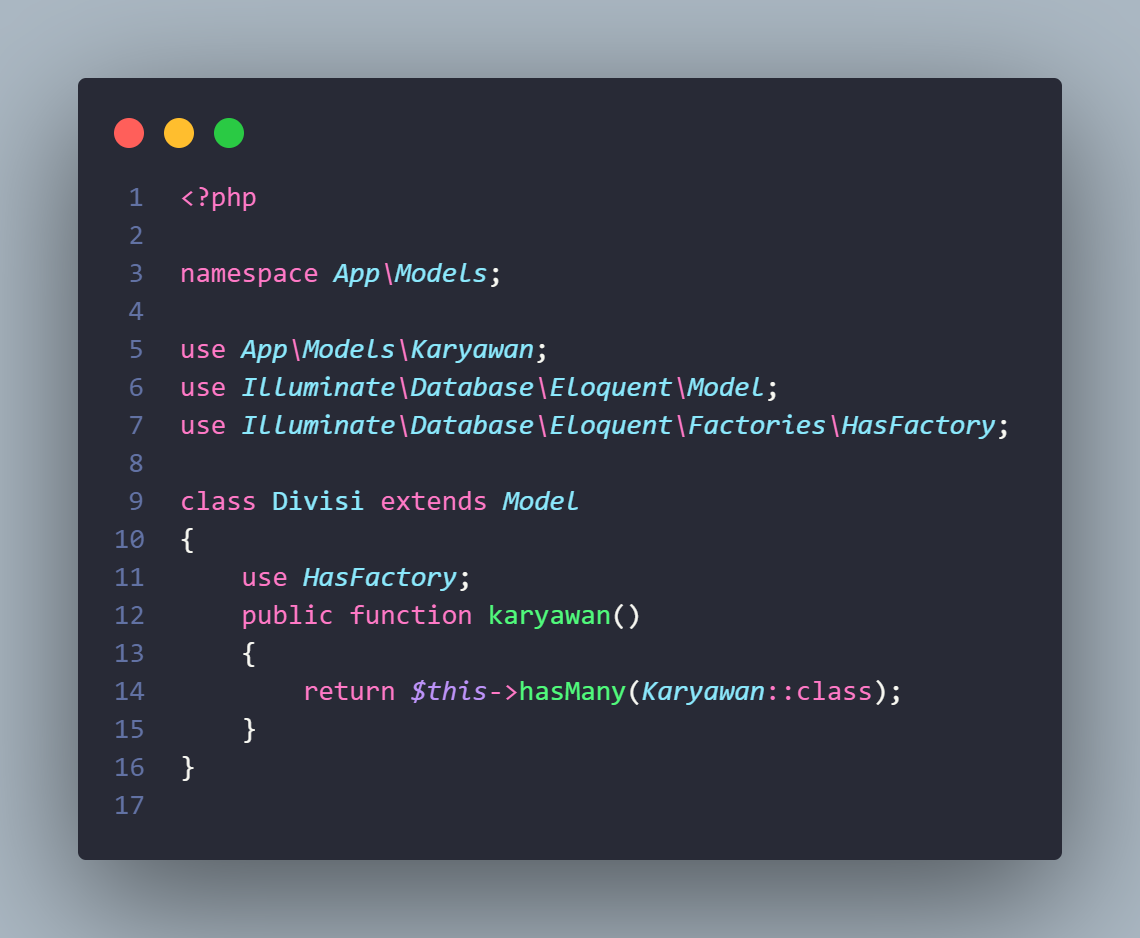 1 <?php
2
3 namespace App\Models;
4
5 use App\Models\Karyawan;
6 use Illuminate\Database\Eloquent\Model;
7 use Illuminate\Database\Eloquent\Factories\HasFactory;
8
9 class Divisi extends Model
10 {
11     use HasFactory;
12     public function karyawan()
13     {
14         return $this->hasMany(Karyawan::class);
15     }
16 }
17